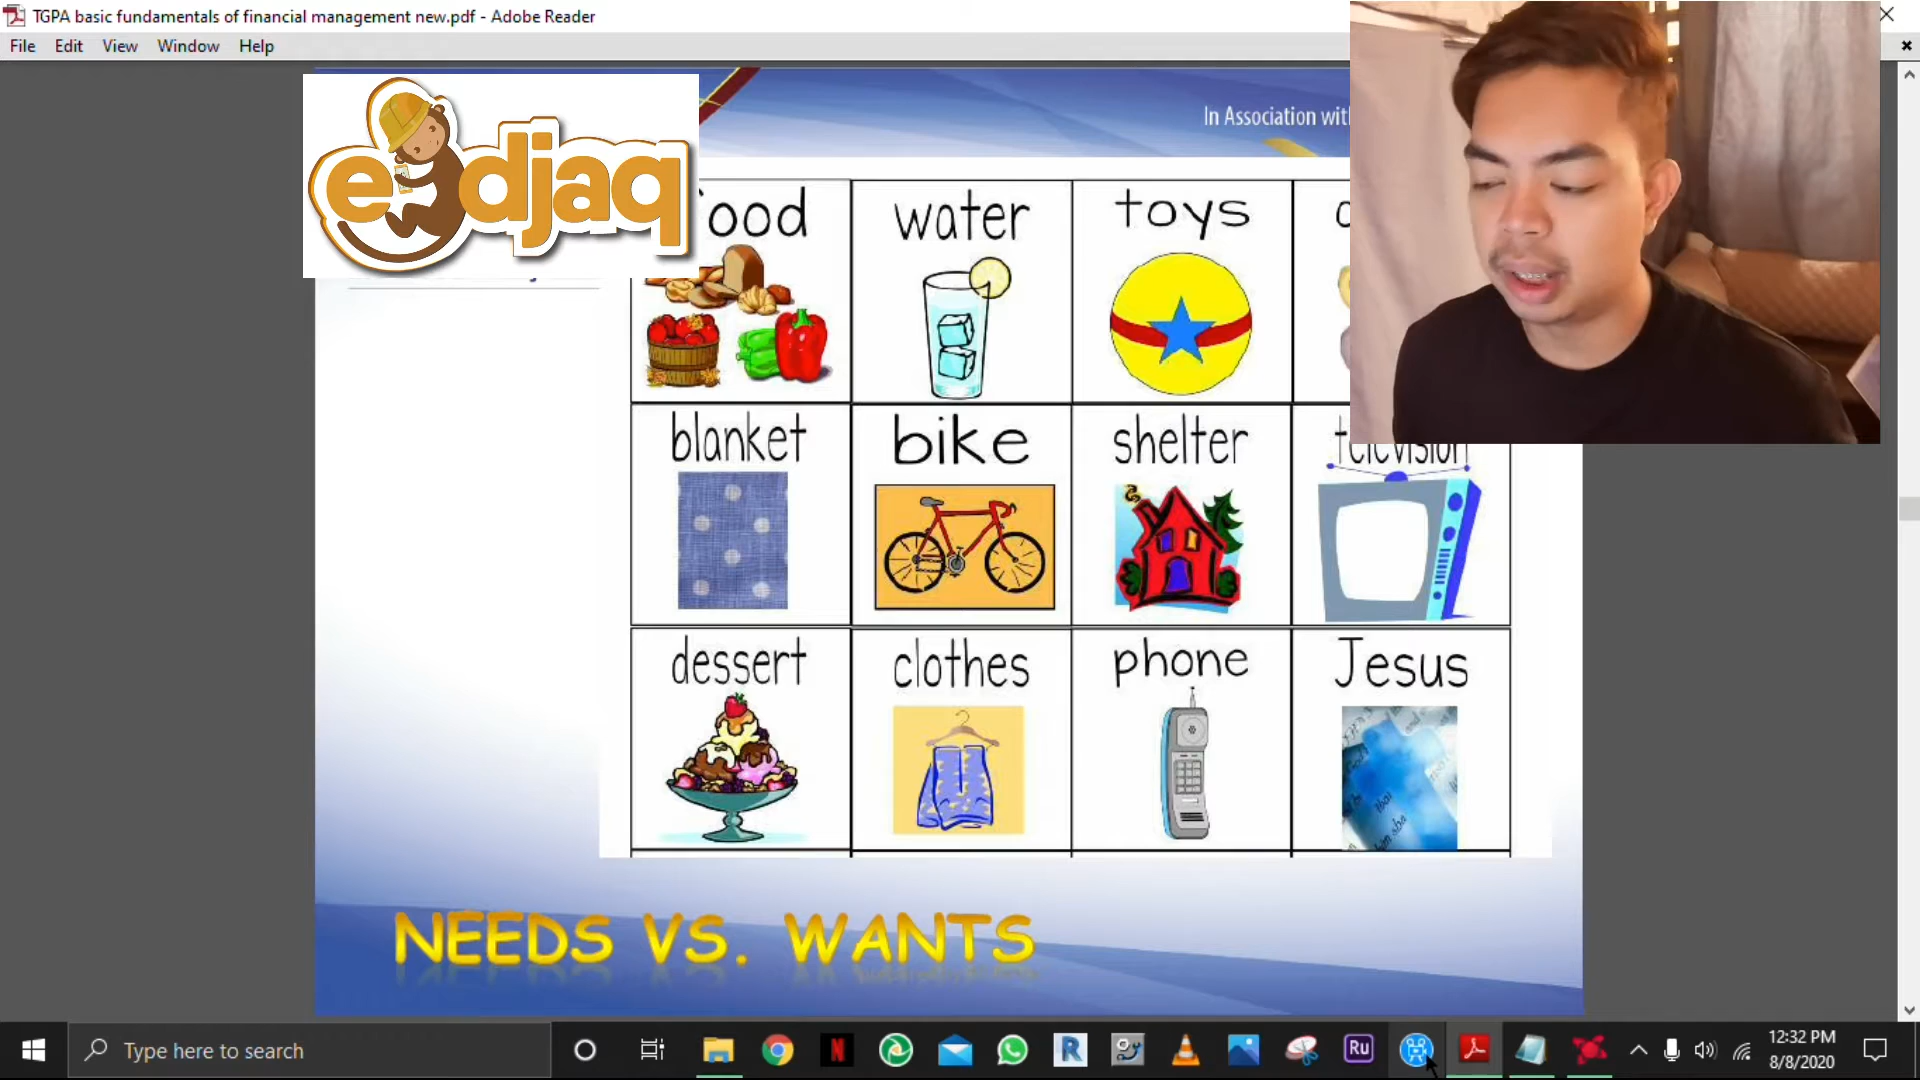 TGPA basic fundamentals of financial management new.pdf - Adobe Reader
File Edit View Window Help
In Association
edjaq
water
toys
blanket
bike
shelter
television
dessert
clothes
phone
Jesus
NEEDS VS. WANTS
Type here to search
N
R
Ru
12:32 PM
8/8/2020